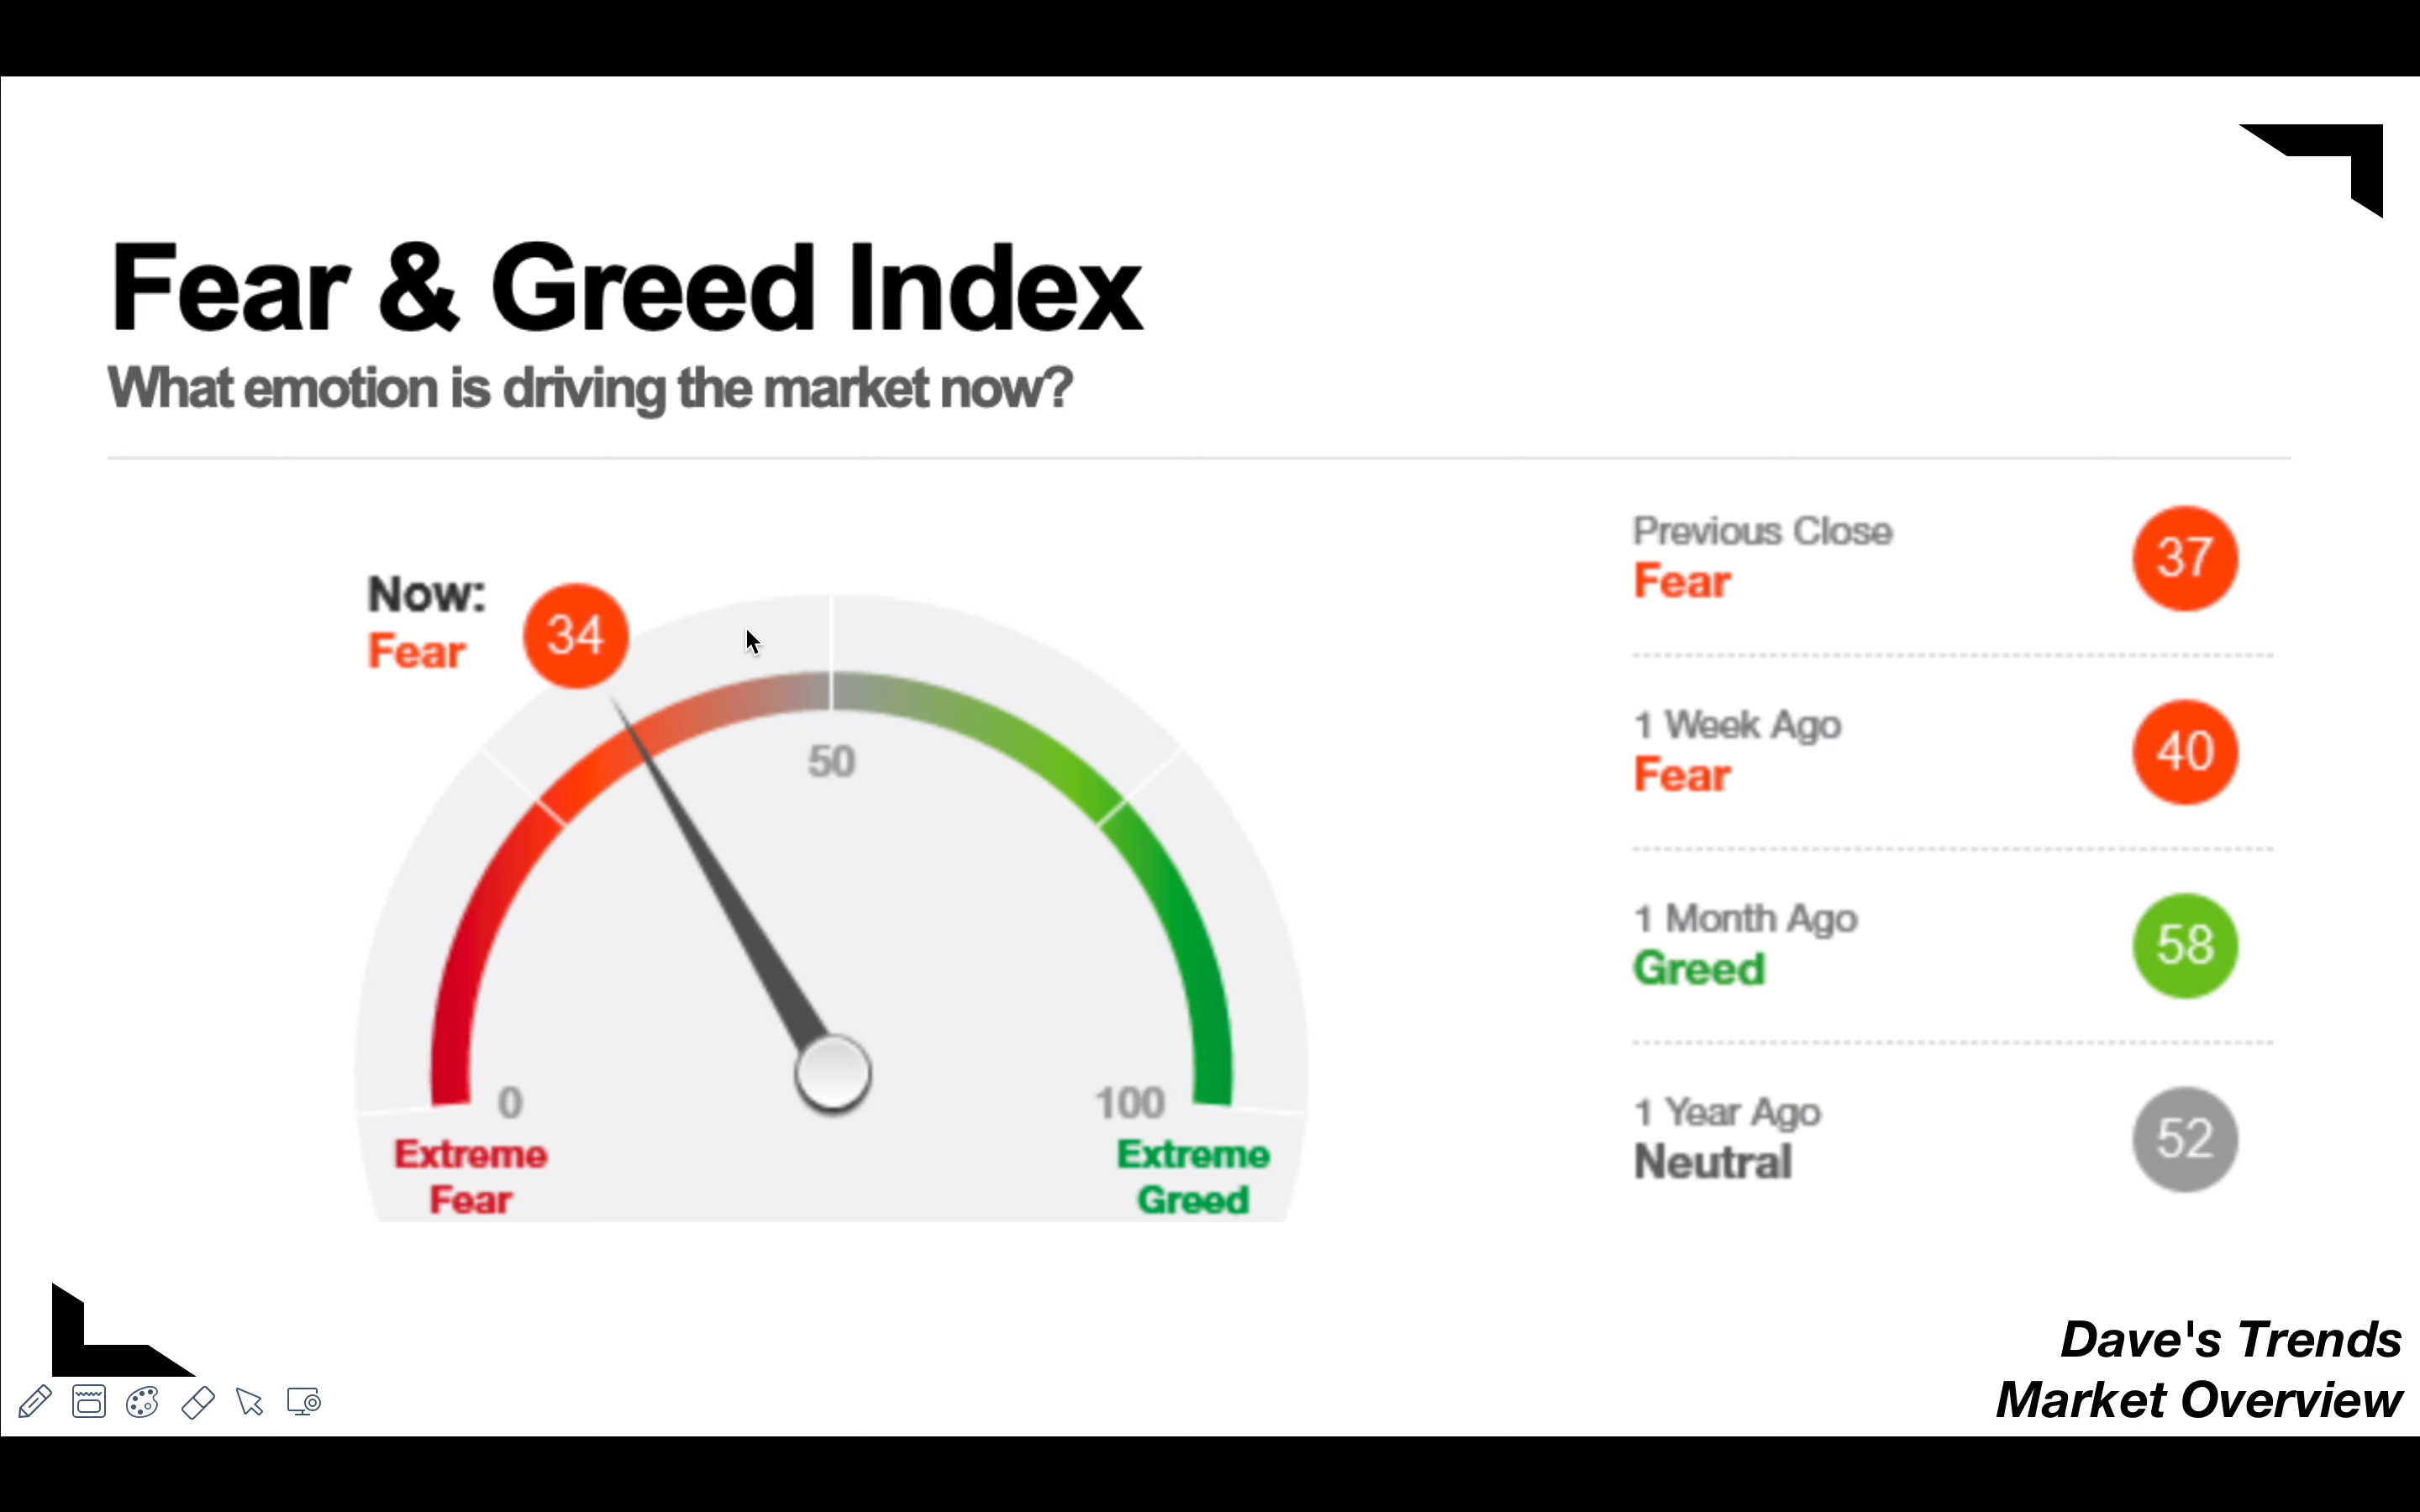 Fear & Greed Index
What emotion is driving the market now?
Now:
Fear
34
50
0
100
Extreme
Fear
Extreme
Greed
Previous Close
Fear
37
1 Week Ago
Fear
40
1 Month Ago
Greed
58
1 Year Ago
Neutral
52
Dave's Trends
Market Overview